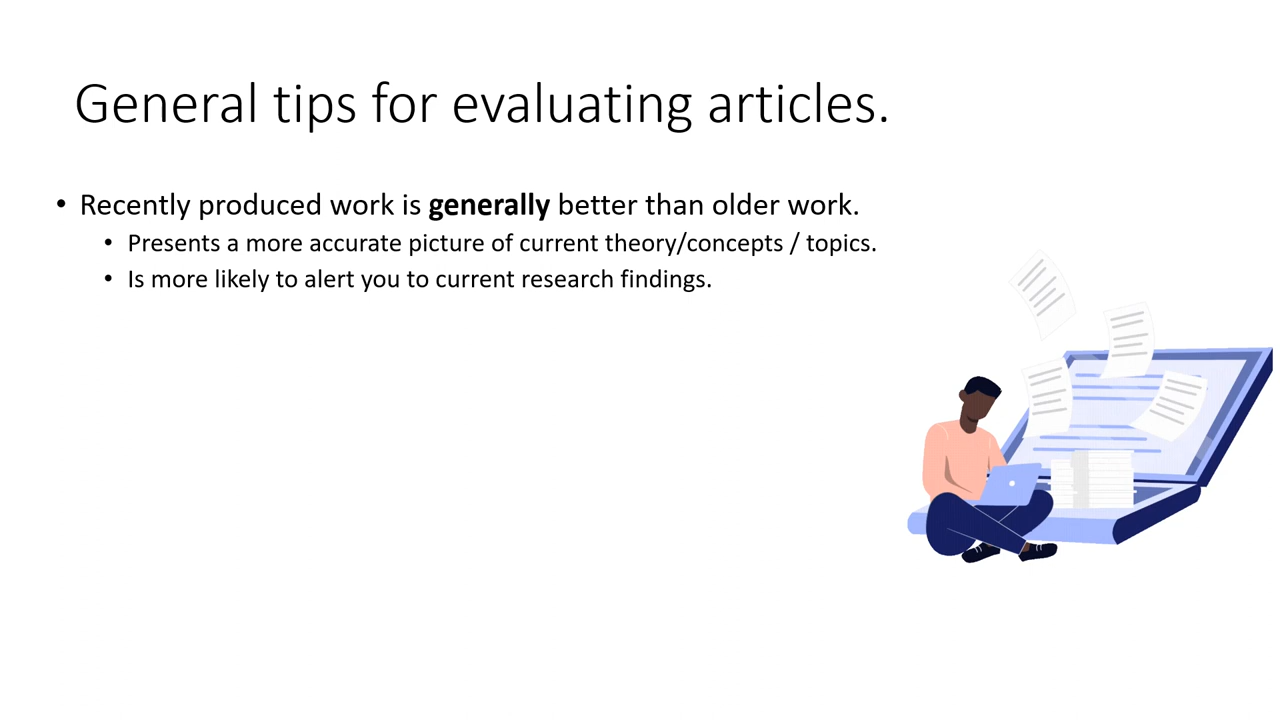 General tips for evaluating articles.
• Recently produced work is generally better than older work.
• Presents a more accurate picture of current theory/concepts / topics.
• Is more likely to alert you to current research findings.